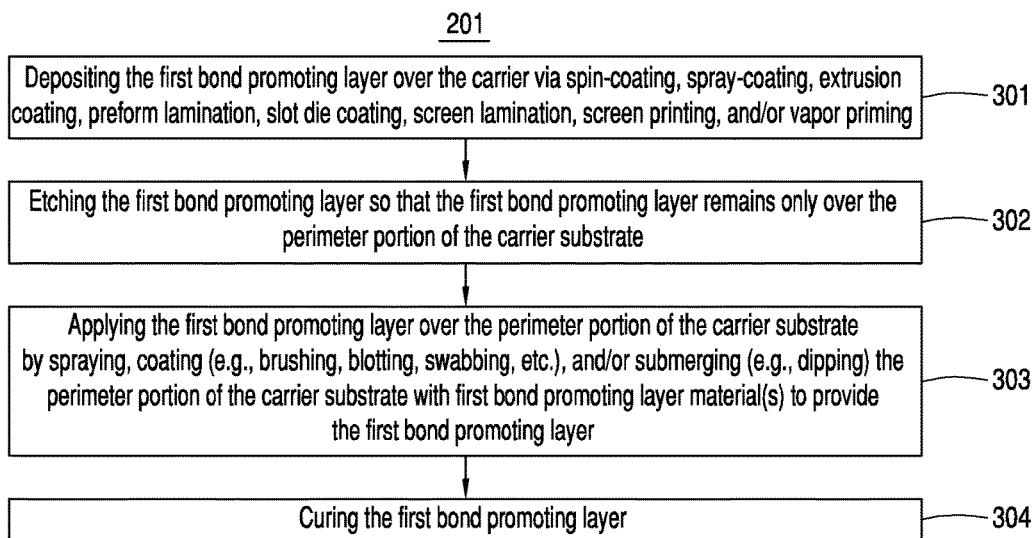 201
Depositing the first bond promoting layer over the carrier via spin-coating, spray-coating, extrusion
coating, preform lamination, slot die coating, screen lamination, screen printing, and/or vapor priming
301
Etching the first bond promoting layer so that the first bond promoting layer remains only over the
perimeter portion of the carrier substrate
302
Applying the first bond promoting layer over the perimeter portion of the carrier substrate
by spraying, coating (e.g., brushing, blotting, swabbing, etc.), and/or submerging (e.g., dipping) the
perimeter portion of the carrier substrate with first bond promoting layer material(s) to provide
the first bond promoting layer
303
Curing the first bond promoting layer
304